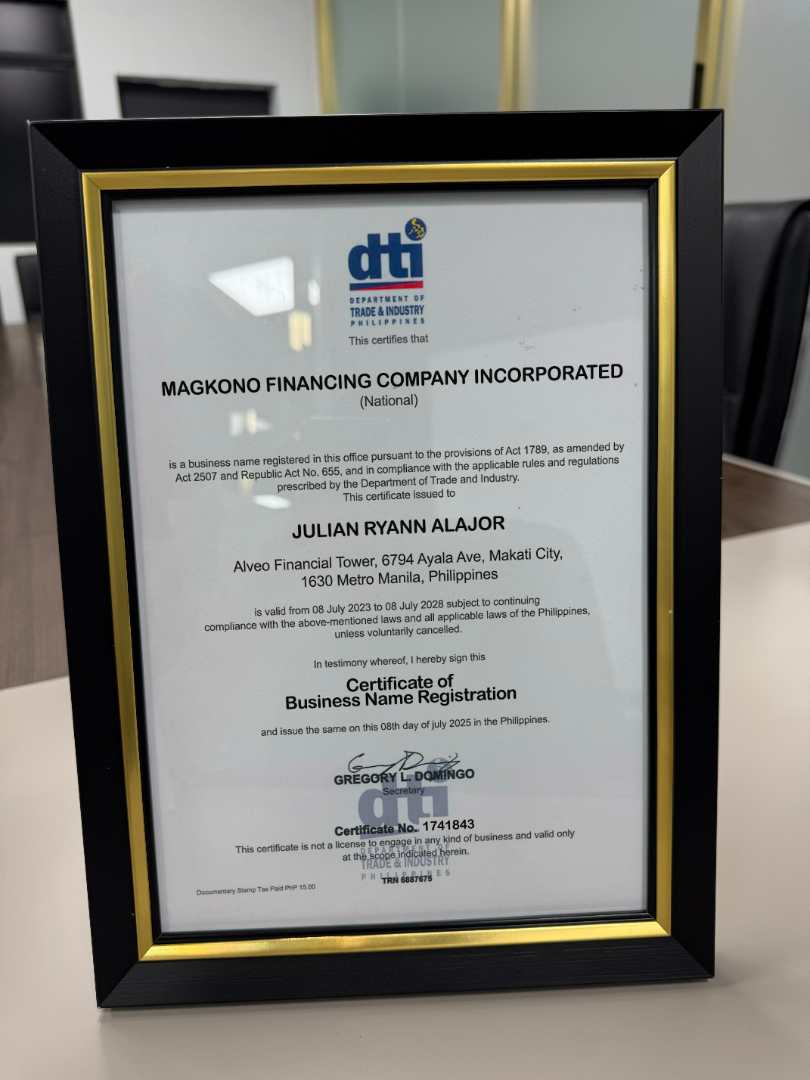 dti
DEPARTMENT OF
TRADE & INDUSTRY
PHILIPPINES
This certifies that
MAGKONO FINANCING COMPANY INCORPORATED
(National)
is a business name registered in this office pursuant to the provisions of Act 1789, as amended by
Act 2507 and Republic Act No. 655, and in compliance with the applicable rules and regulations
prescribed by the Department of Trade and Industry.
This certificate issued to
JULIAN RYANN ALAJOR
Alveo Financial Tower, 6794 Ayala Ave, Makati City,
1630 Metro Manila, Philippines
is valid from 08 July 2023 to 08 July 2028 subject to continuing
compliance with the above-mentioned laws and all applicable laws of the Philippines,
unless voluntarily cancelled.
In testimony whereof, I hereby sign this
Certificate of
Business Name Registration
and issue the same on this 08th day of july 2025 in the Philippines.
GREGORY L. DOMINGO
Secretary
dti
Certificate No. 1741843
This certificate is not a license to engage in any kind of business and valid only
DEPARTMENT OF
at the scope indicated herein.
TRADE & INDUSTRY
PHILIPPINES
TRN 6887675
Documentary Stamp Tax Paid PHP 15.00